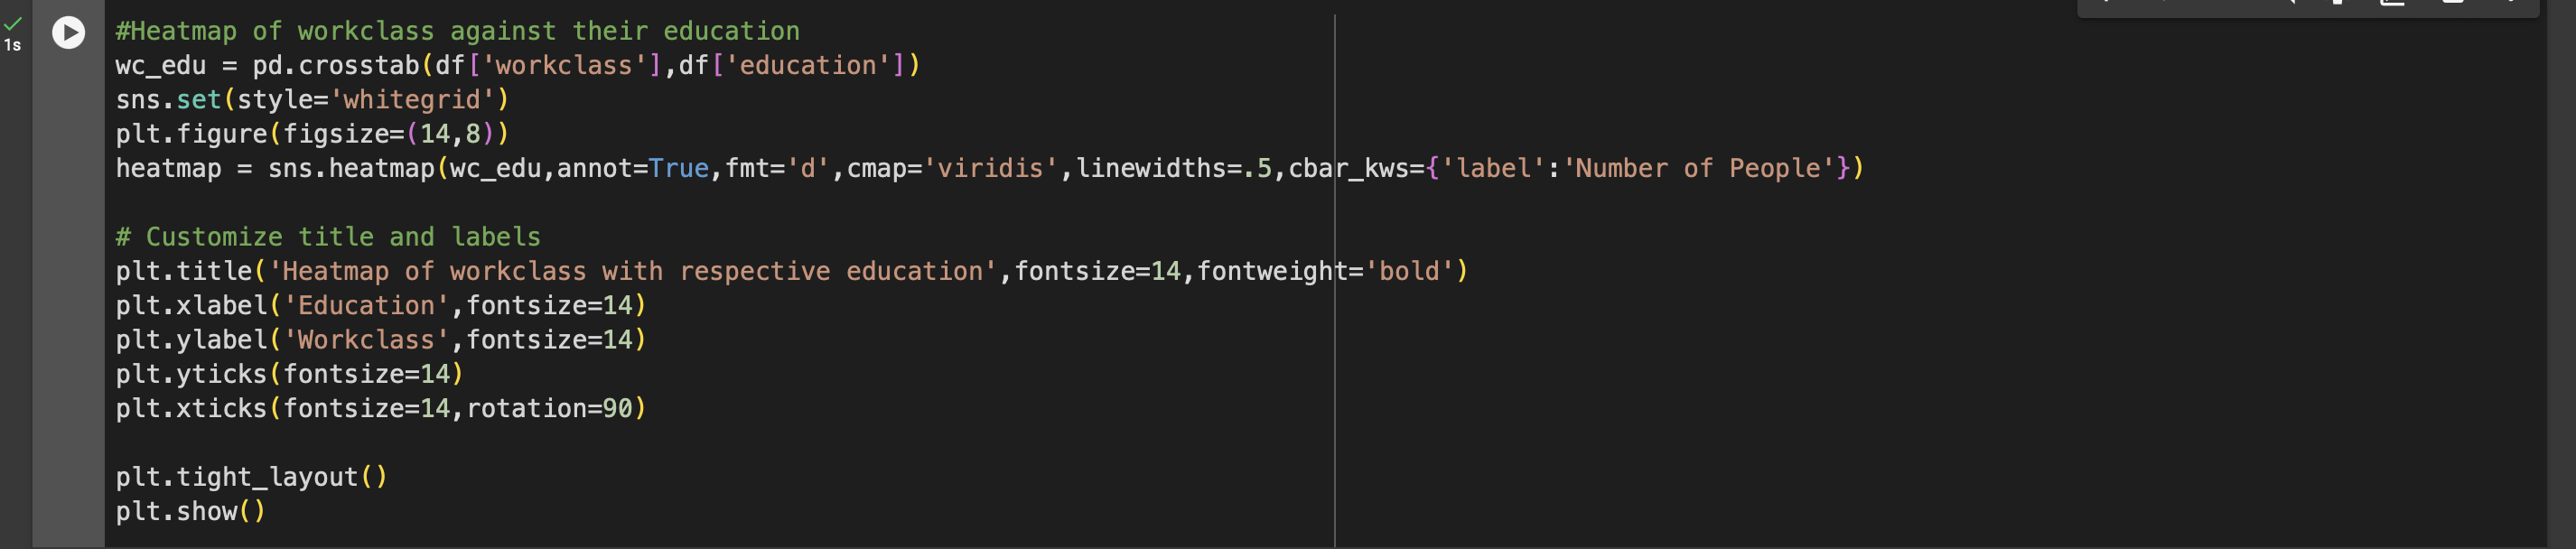 #Heatmap of workclass against their education
1s
wc_edu = pd.crosstab(df['workclass'],df['education'])
sns.set(style='whitegrid')
plt.figure(figsize=(14,8))
heatmap = sns.heatmap(wc_edu,annot=True,fmt='d',cmap='viridis',linewidths=.5,cbar_kws={'label':'Number of People'})
# Customize title and labels
plt.title('Heatmap of workclass with respective education',fontsize=14,fontweight='bold')
plt.xlabel('Education',fontsize=14)
plt.ylabel('Workclass',fontsize=14)
plt.yticks(fontsize=14)
plt.xticks(fontsize=14,rotation=90)
plt.tight_layout()
plt.show()